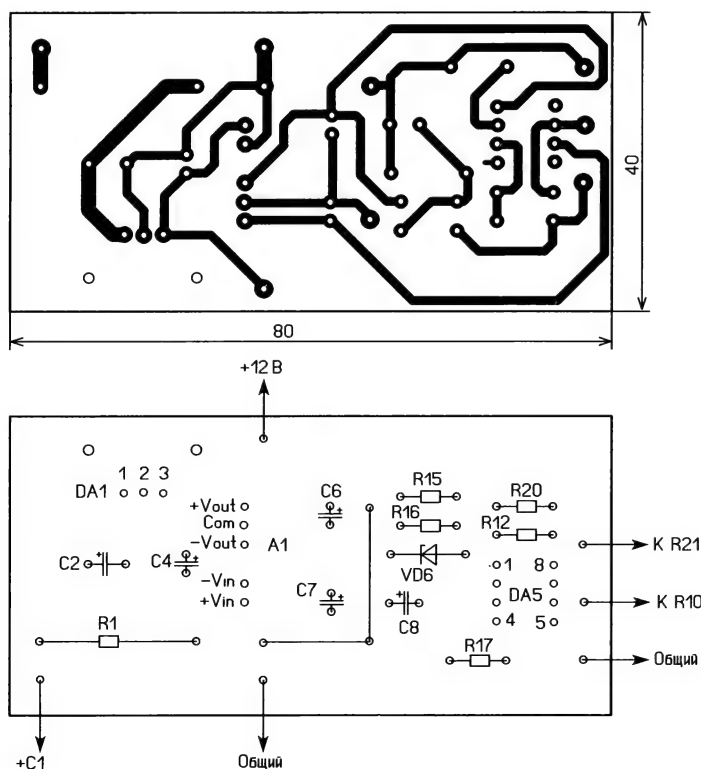 40
80
+12 В
1 2 3
DA1
+Vout
Com
-Vout
A1
-Vin
+Vin
C2
+
C4
+
C6
+
C7
+
R1
R15
R16
VD6
+
C8
R17
R20
R12
1 8
DA5
4 5
К R21
К R10
Общий
+C1
Общий